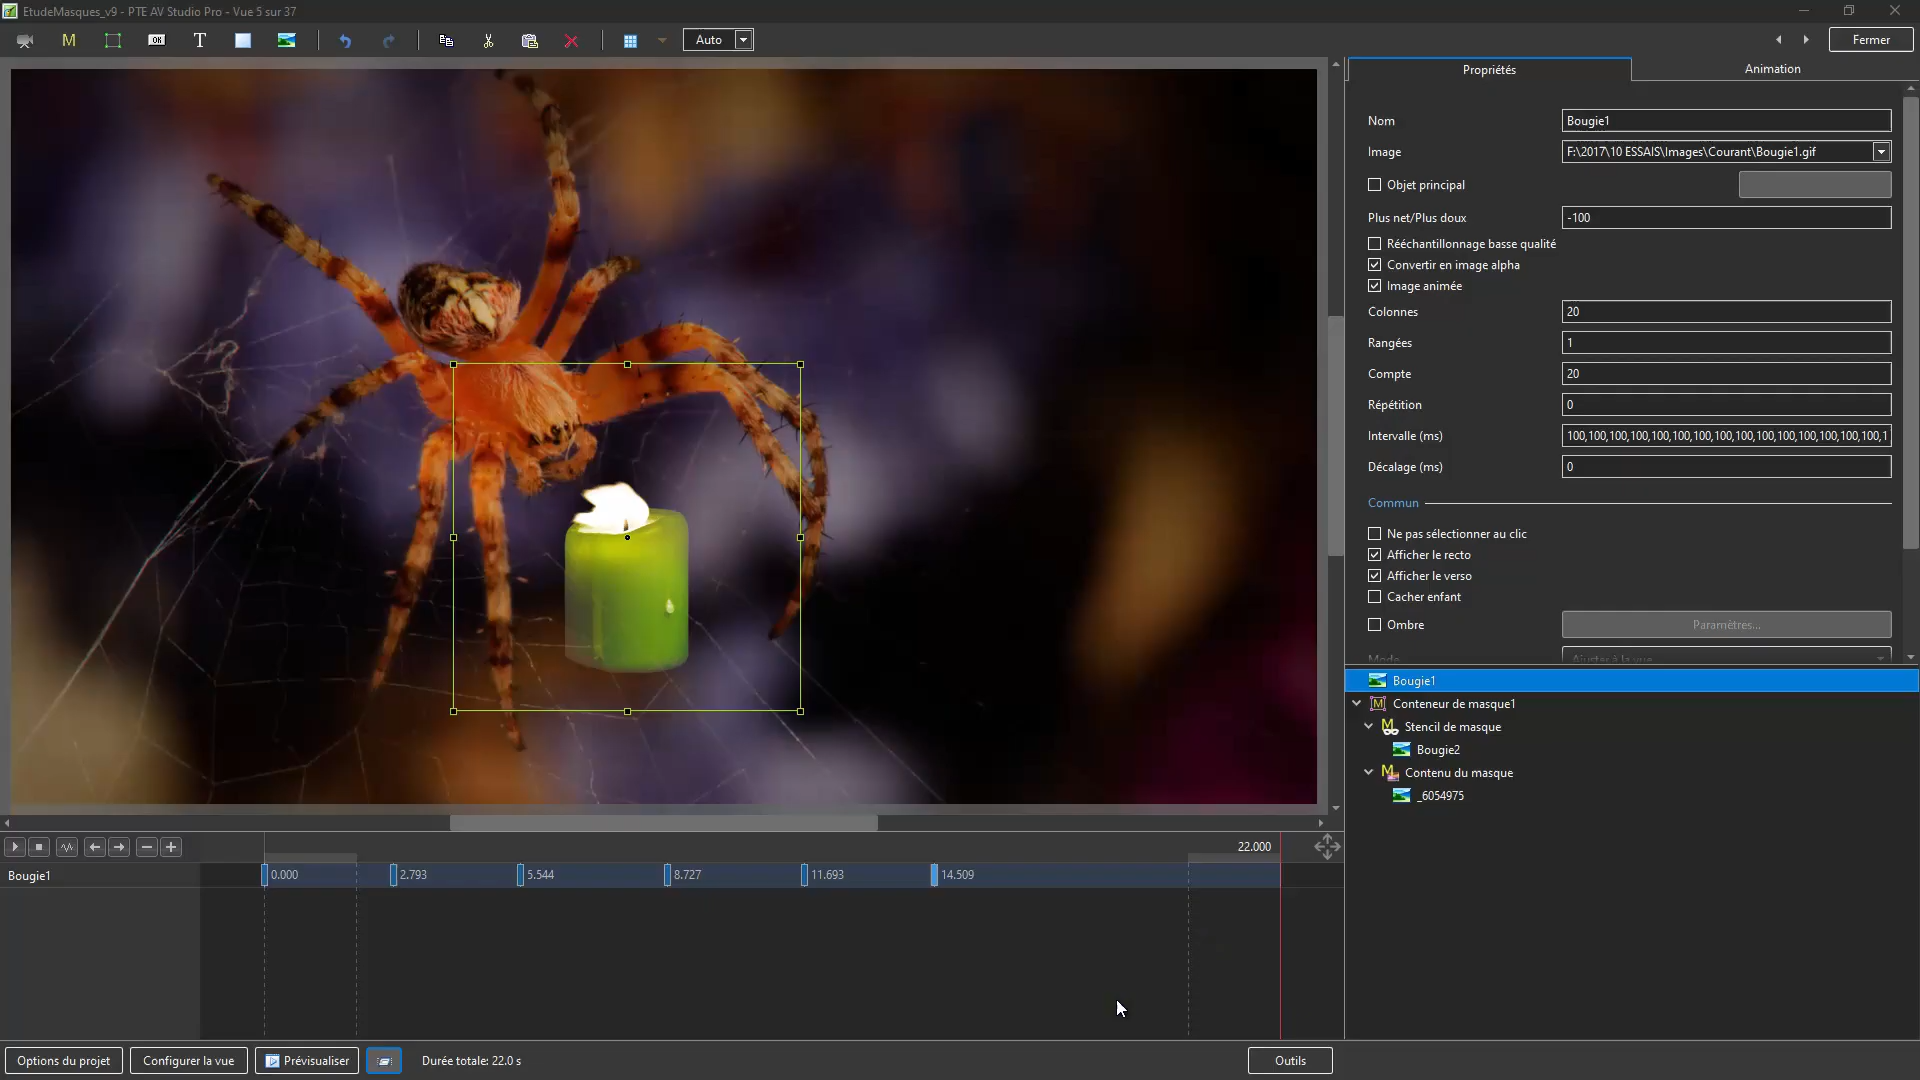 EtudeMasques_v9 - PTE AV Studio Pro - Vue 5 sur 37
M OK T Auto Fermer
Propriétés Animation
Nom Bougie1
Image F:\2017\10 ESSAIS\Images\Courant\Bougie1.gif
Objet principal
Plus net/Plus doux -100
Rééchantillonnage basse qualité
Convertir en image alpha
Image animée
Colonnes 20
Rangées 1
Compte 20
Répétition 0
Intervalle (ms) 100,100,100,100,100,100,100,100,100,100,100,100,100,100,100,1
Décalage (ms) 0
Commun
Ne pas sélectionner au clic
Afficher le recto
Afficher le verso
Cacher enfant
Ombre Paramètres...
Mode Ajuster à la vue
Bougie1
Conteneur de masque1
Stencil de masque
Bougie2
Contenu du masque
_6054975
22.000
Bougie1 0.000 2.793 5.544 8.727 11.693 14.509
Options du projet Configurer la vue Prévisualiser Durée totale: 22.0 s Outils